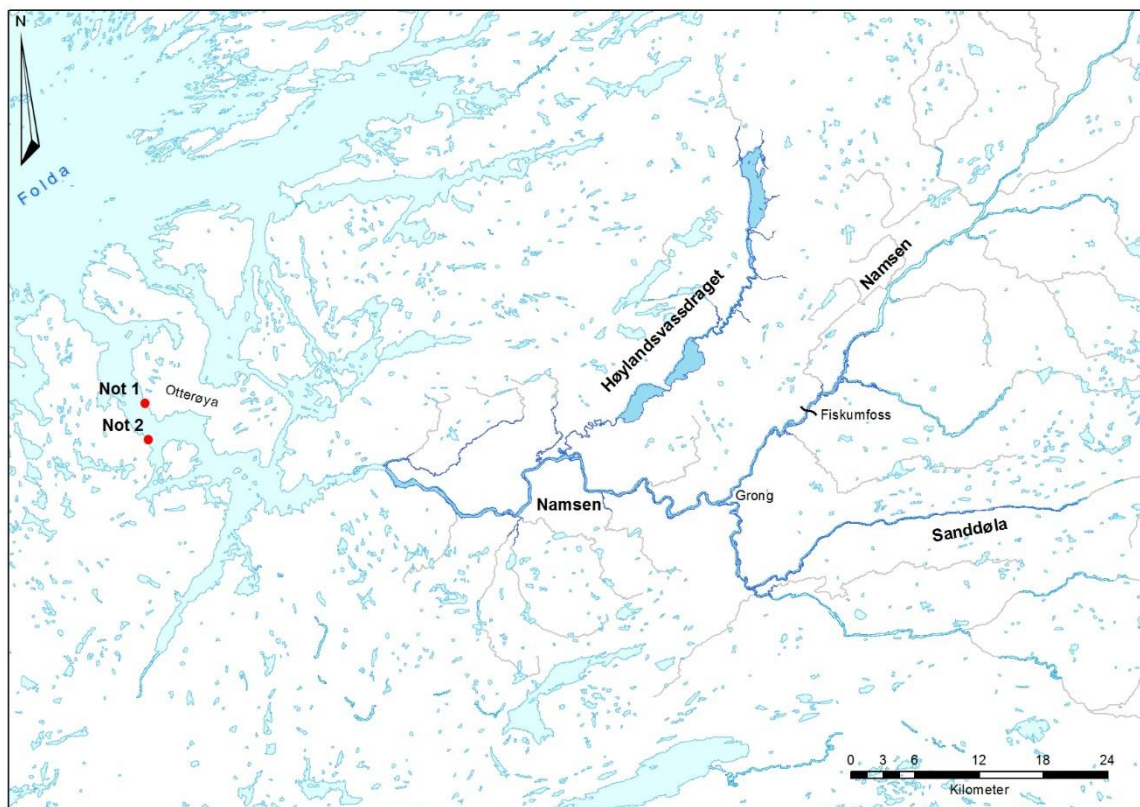 N
Folda
Høylandsvassdraget
Namsen
Not 1
Otterøya
Not 2
Fiskumfoss
Namsen
Grong
Sanddøla
0 3 6 12 18 24
Kilometer